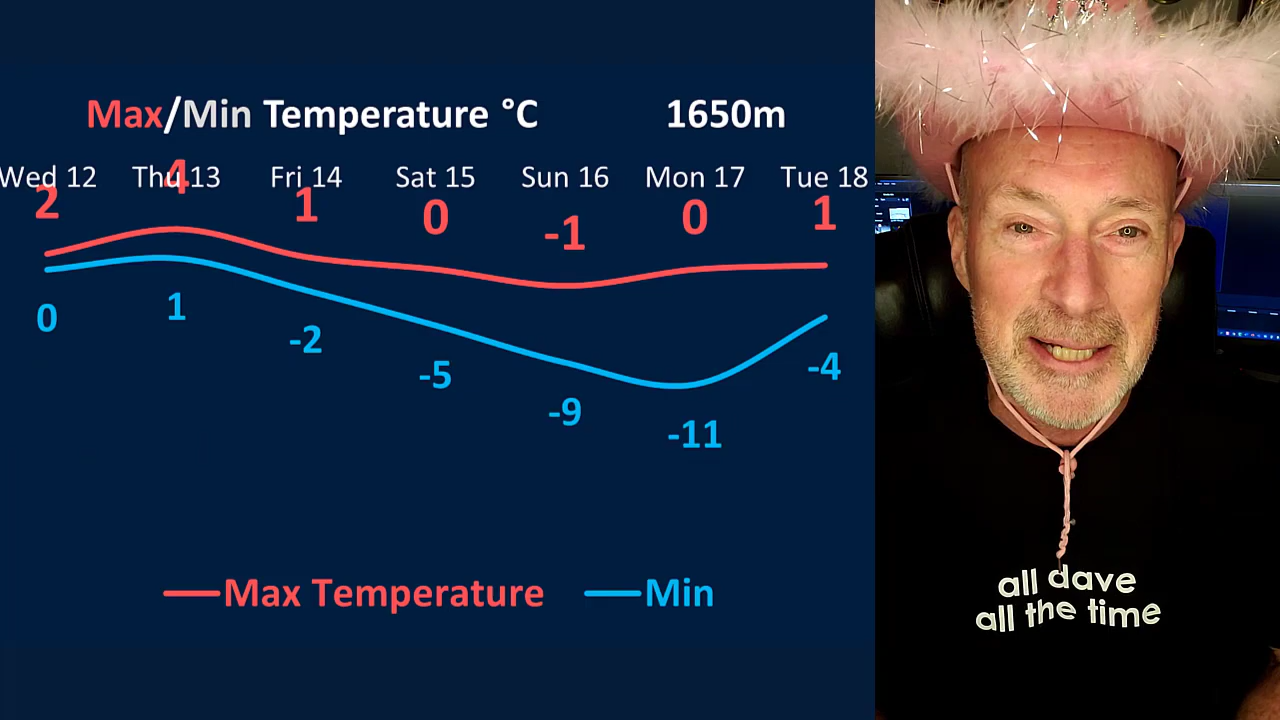 Max/Min Temperature °C 1650m
Wed 12 Thu 13 Fri 14 Sat 15 Sun 16 Mon 17 Tue 18
2 4 1 0 -1 0 1
0 1 -2 -5 -9 -11 -4
Max Temperature Min
all dave
all the time